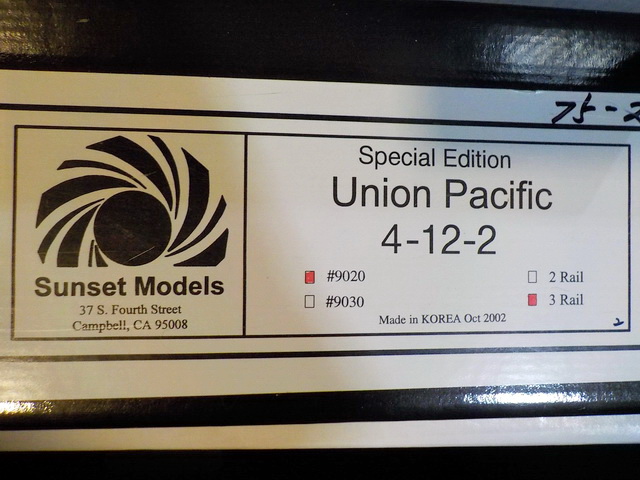 75-2
Sunset Models
37 S. Fourth Street
Campbell, CA 95008
Special Edition
Union Pacific
4-12-2
#9020
2 Rail
#9030
3 Rail
Made in KOREA Oct 2002
2